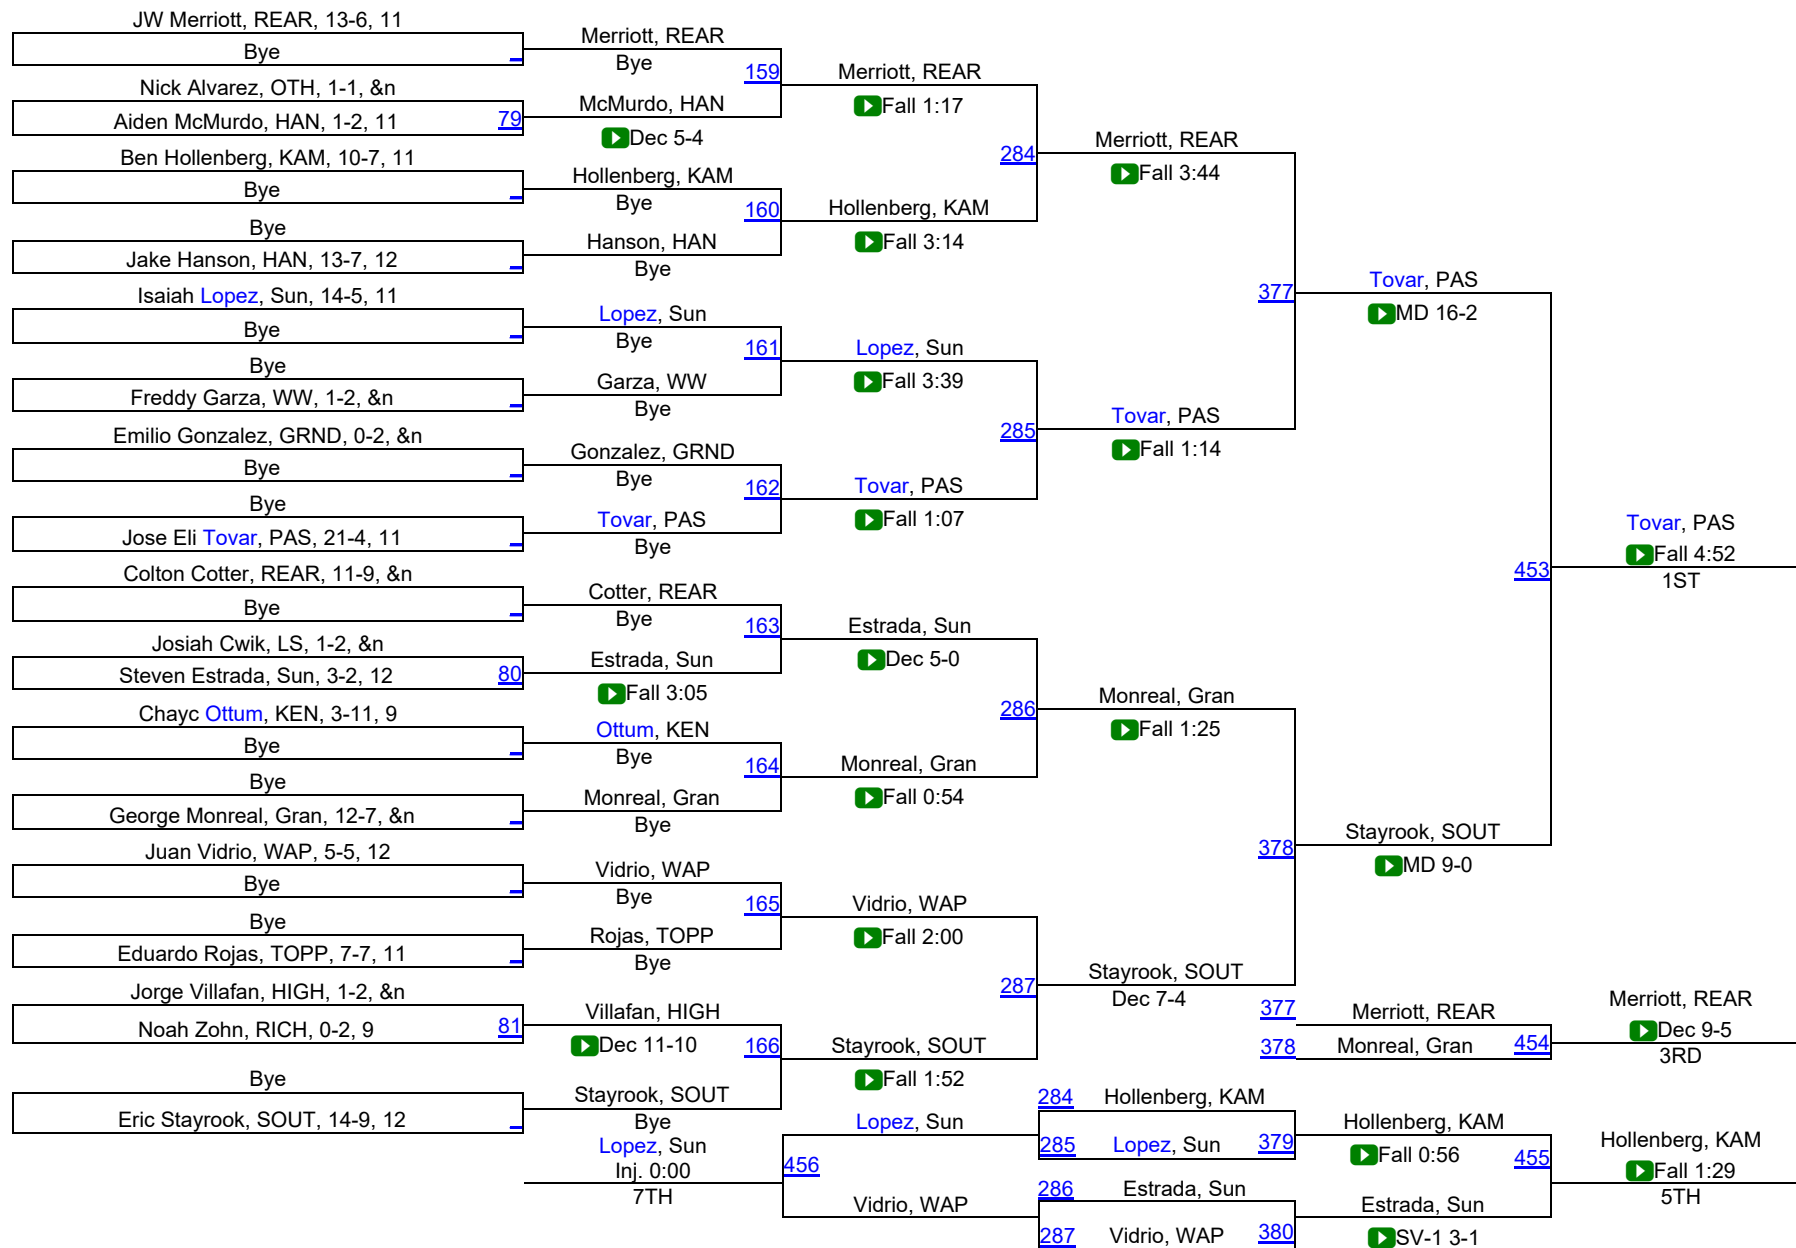 JW Merriott, REAR, 13-6, 11
Bye
Nick Alvarez, OTH, 1-1, &n
Aiden McMurdo, HAN, 1-2, 11
79
Ben Hollenberg, KAM, 10-7, 11
Bye
Bye
Jake Hanson, HAN, 13-7, 12
Isaiah Lopez, Sun, 14-5, 11
Bye
Bye
Freddy Garza, WW, 1-2, &n
Emilio Gonzalez, GRND, 0-2, &n
Bye
Bye
Jose Eli Tovar, PAS, 21-4, 11
Colton Cotter, REAR, 11-9, &n
Bye
Josiah Cwik, LS, 1-2, &n
Steven Estrada, Sun, 3-2, 12
80
Chayc Ottum, KEN, 3-11, 9
Bye
Bye
George Monreal, Gran, 12-7, &n
Juan Vidrio, WAP, 5-5, 12
Bye
Bye
Eduardo Rojas, TOPP, 7-7, 11
Jorge Villafan, HIGH, 1-2, &n
Noah Zohn, RICH, 0-2, 9
81
Bye
Eric Stayrook, SOUT, 14-9, 12
Merriott, REAR
Bye
159
McMurdo, HAN
Dec 5-4
Hollenberg, KAM
Bye
160
Hanson, HAN
Bye
Lopez, Sun
Bye
161
Garza, WW
Bye
Gonzalez, GRND
Bye
162
Tovar, PAS
Bye
Cotter, REAR
Bye
163
Estrada, Sun
Fall 3:05
Ottum, KEN
Bye
164
Monreal, Gran
Bye
Vidrio, WAP
Bye
165
Rojas, TOPP
Bye
Villafan, HIGH
Dec 11-10
166
Stayrook, SOUT
Bye
Merriott, REAR
Fall 1:17
284
Hollenberg, KAM
Fall 3:14
Lopez, Sun
Fall 3:39
285
Tovar, PAS
Fall 1:07
Estrada, Sun
Dec 5-0
286
Monreal, Gran
Fall 0:54
Vidrio, WAP
Fall 2:00
287
Stayrook, SOUT
Fall 1:52
Merriott, REAR
Fall 3:44
377
Tovar, PAS
Fall 1:14
Monreal, Gran
Fall 1:25
378
Stayrook, SOUT
Dec 7-4
Tovar, PAS
MD 16-2
453
Stayrook, SOUT
MD 9-0
Tovar, PAS
Fall 4:52
1ST
377
Merriott, REAR
378
Monreal, Gran
454
Merriott, REAR
Dec 9-5
3RD
284
Hollenberg, KAM
285
Lopez, Sun
379
286
Estrada, Sun
287
Vidrio, WAP
380
Hollenberg, KAM
Fall 0:56
455
Estrada, Sun
SV-1 3-1
Hollenberg, KAM
Fall 1:29
5TH
Lopez, Sun
Vidrio, WAP
456
Lopez, Sun
Inj. 0:00
7TH